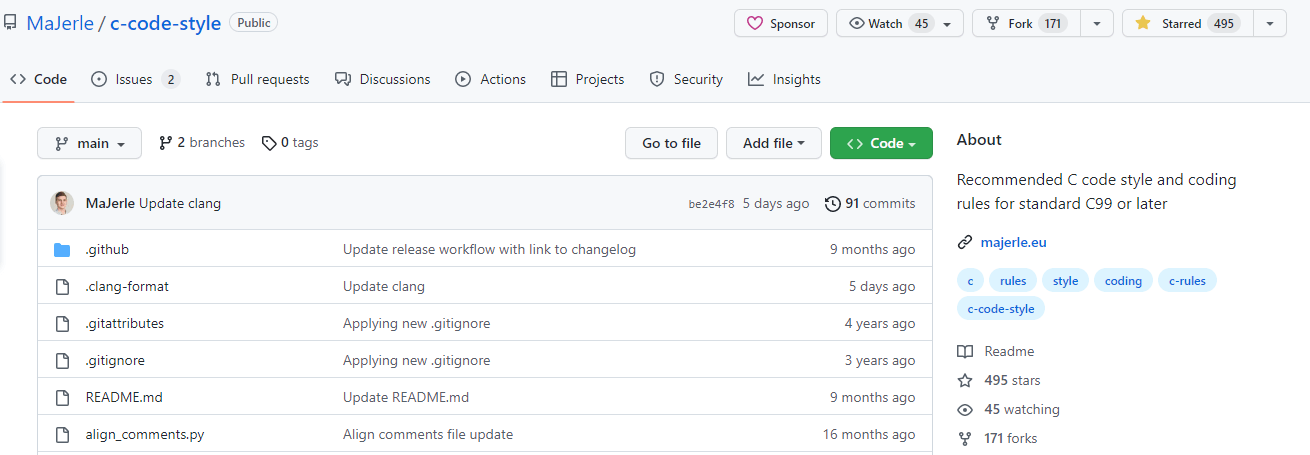 MaJerle / c-code-style Public Sponsor Watch 45 Fork 171 Starred 495
Code Issues 2 Pull requests Discussions Actions Projects Security Insights
main 2 branches 0 tags Go to file Add file Code
MaJerle Update clang be2e4f8 5 days ago 91 commits
.github Update release workflow with link to changelog 9 months ago
.clang-format Update clang 5 days ago
.gitattributes Applying new .gitignore 4 years ago
.gitignore Applying new .gitignore 3 years ago
README.md Update README.md 9 months ago
align_comments.py Align comments file update 16 months ago
About
Recommended C code style and coding
rules for standard C99 or later
majerle.eu
c rules style coding c-rules
c-code-style
Readme
495 stars
45 watching
171 forks